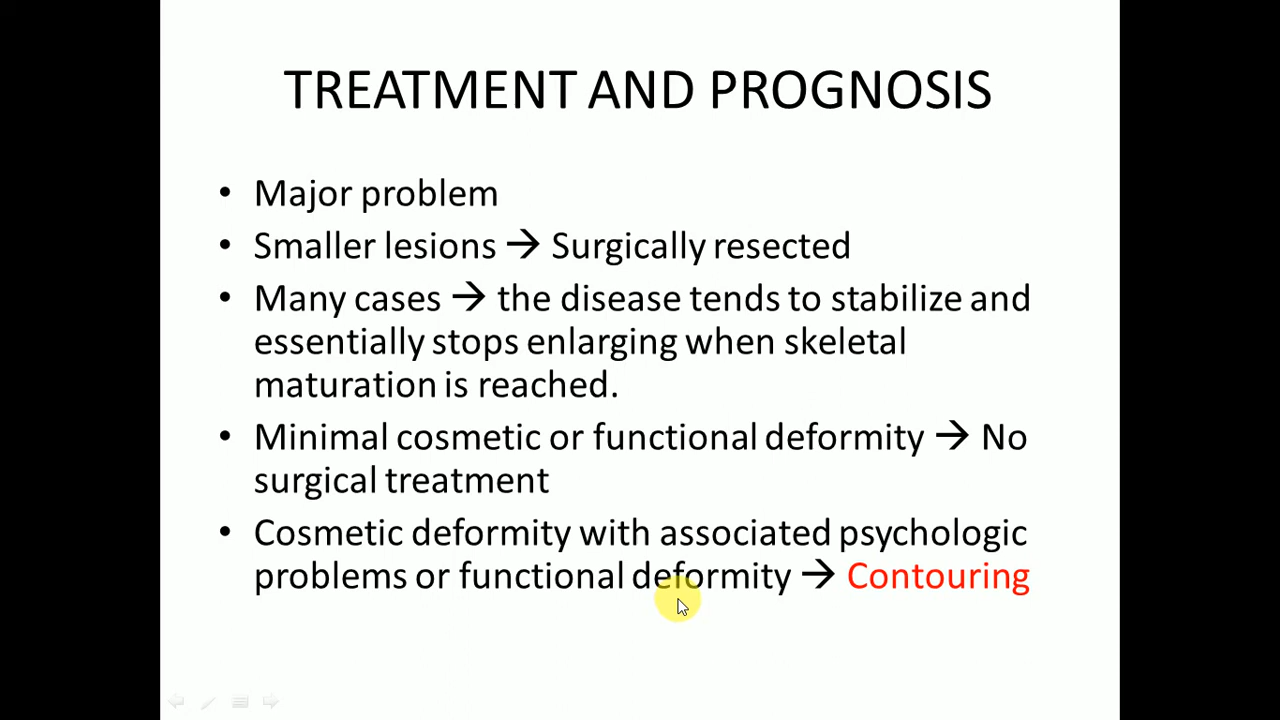 TREATMENT AND PROGNOSIS
• Major problem
• Smaller lesions → Surgically resected
• Many cases → the disease tends to stabilize and
essentially stops enlarging when skeletal
maturation is reached.
• Minimal cosmetic or functional deformity → No
surgical treatment
• Cosmetic deformity with associated psychologic
problems or functional deformity → Contouring